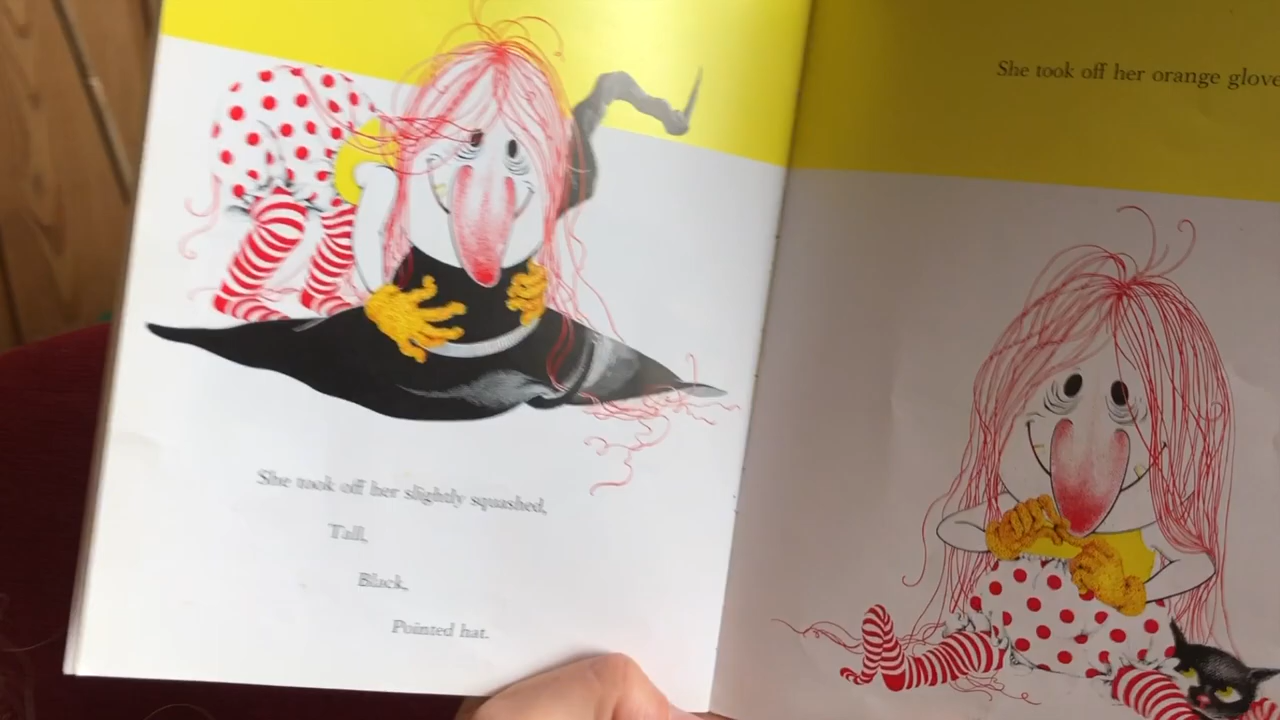 She took off her slightly squashed,
Tall,
Black,
Pointed hat.
She took off her orange glove